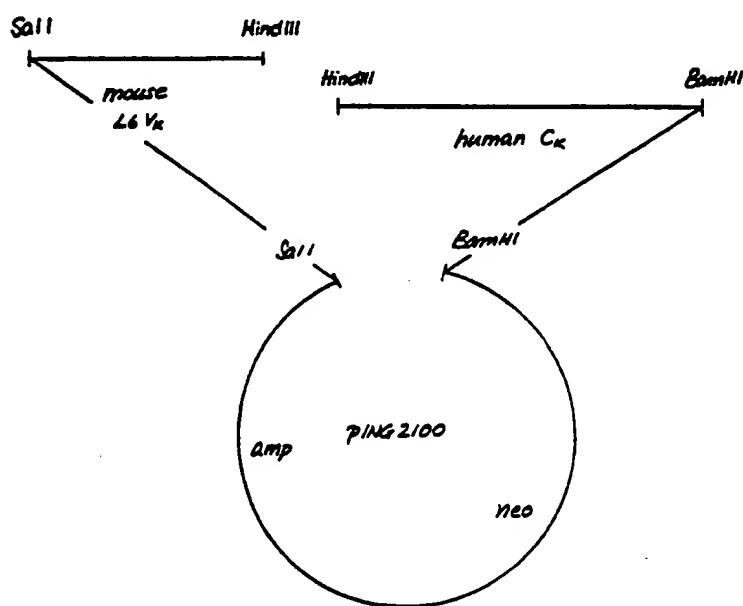 SalI
HindIII
mouse
L6 Vκ
HindIII
BamHI
human Cκ
SalI
BamHI
amp
pING2100
neo